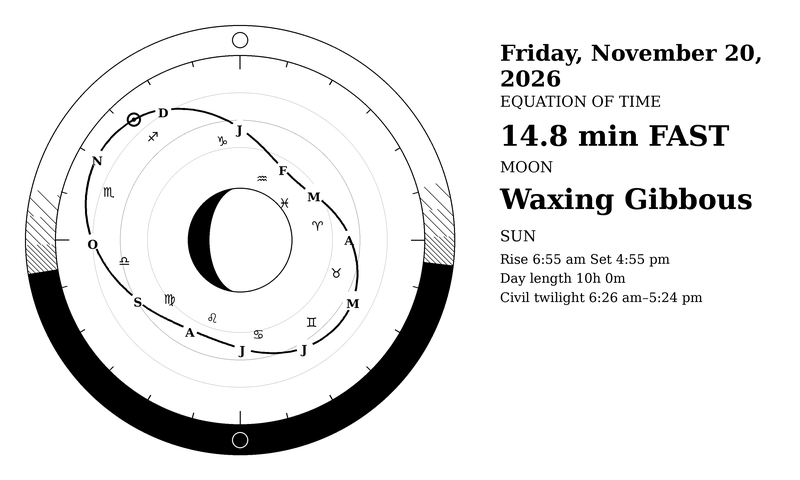 Friday, November 20,
2026
EQUATION OF TIME
14.8 min FAST
MOON
Waxing Gibbous
SUN
Rise 6:55 am Set 4:55 pm
Day length 10h 0m
Civil twilight 6:26 am–5:24 pm
D
J
N
F
M
A
O
S
M
A
J
J
♐
♑
♒
♓
♏
♈
♎
♉
♍
♌
♋
♊